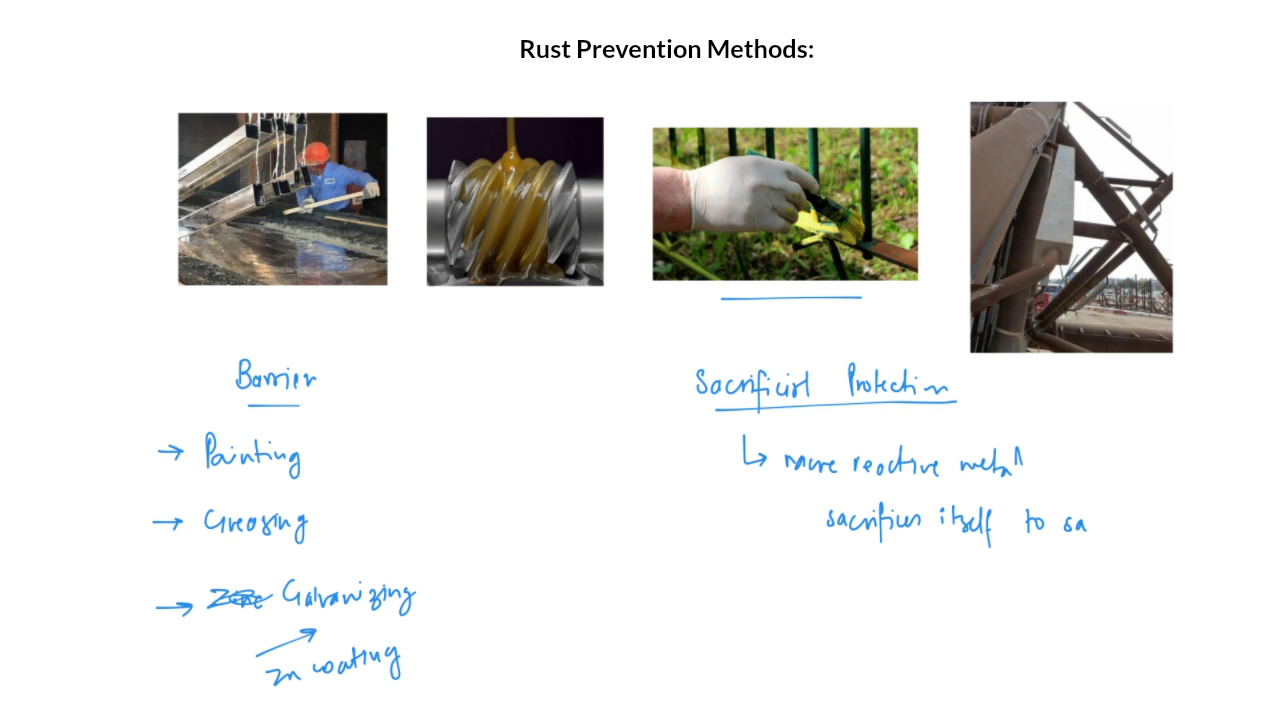 Rust Prevention Methods:
Barrier
→ Painting
→ Greasing
→ Galvanizing
Zn coating
Sacrificial Protection
↳ more reactive metal
sacrifices itself to sa